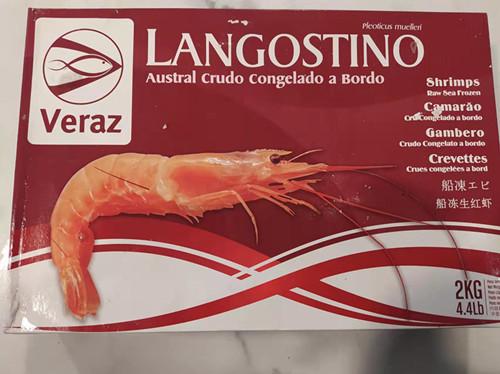 Pleoticus muelleri
LANGOSTINO
Austral Crudo Congelado a Bordo
Veraz
Shrimps
Raw Sea Frozen
Camarão
Cru Congelado a bordo
Gambero
Crudo Congelato a bordo
Crevettes
Crues congelées a bord
船凍エビ
船冻生红虾
2KG
4.4Lb